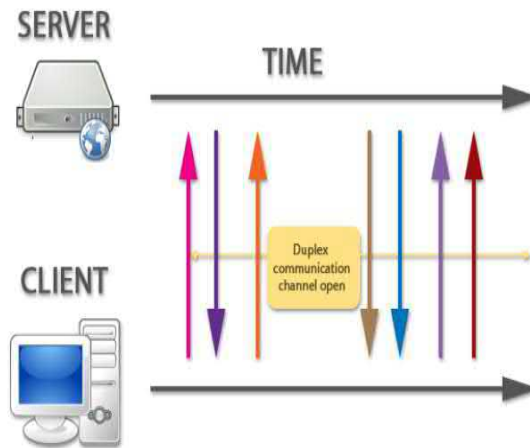 SERVER
TIME
Duplex
communication
channel open
CLIENT